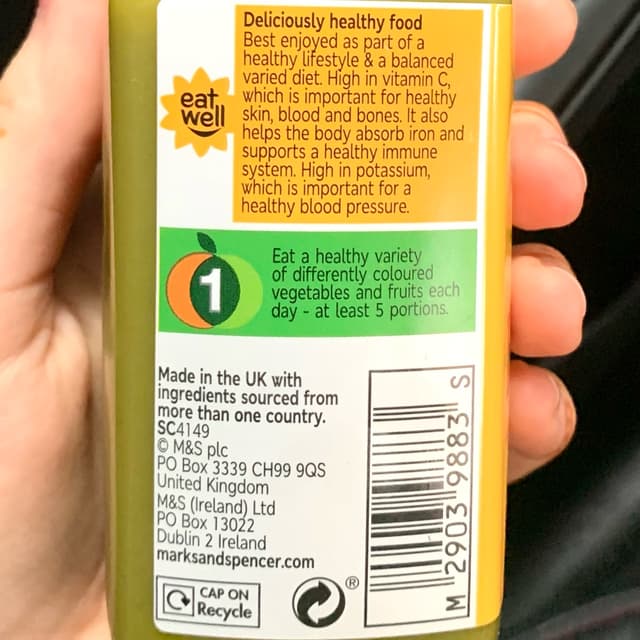 Deliciously healthy food
Best enjoyed as part of a
healthy lifestyle & a balanced
varied diet. High in vitamin C,
which is important for healthy
skin, blood and bones. It also
helps the body absorb iron and
supports a healthy immune
system. High in potassium,
which is important for a
healthy blood pressure.
eat
well
1
Eat a healthy variety
of differently coloured
vegetables and fruits each
day - at least 5 portions.
Made in the UK with
ingredients sourced from
more than one country.
SC4149
© M&S plc
PO Box 3339 CH99 9QS
United Kingdom
M&S (Ireland) Ltd
PO Box 13022
Dublin 2 Ireland
marksandspencer.com
CAP ON
Recycle
®
M 2903 9883 S